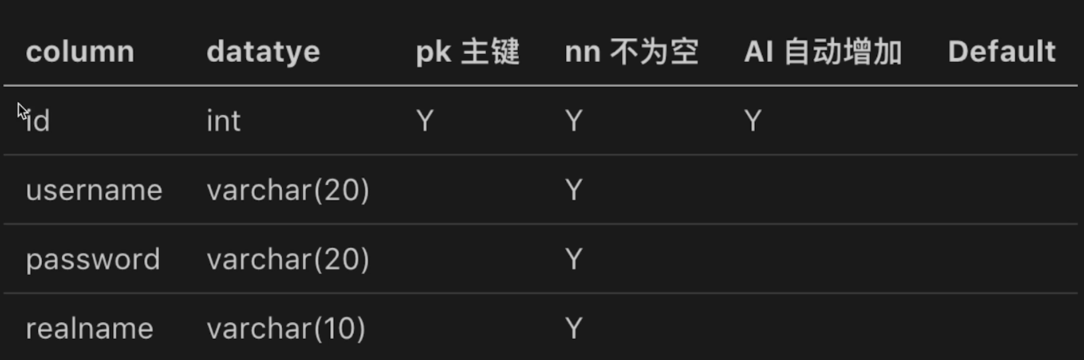 column datatye pk 主键 nn 不为空 AI 自动增加 Default
id int Y Y Y
username varchar(20) Y
password varchar(20) Y
realname varchar(10) Y